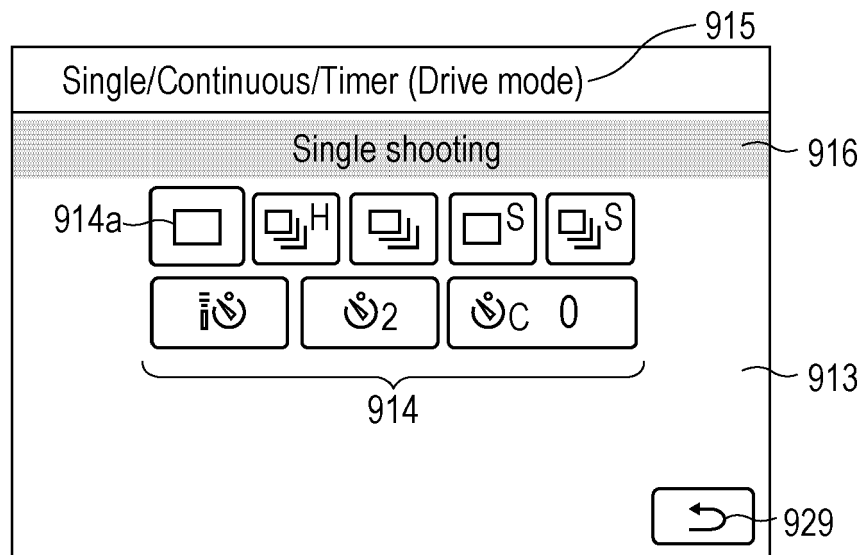 915
Single/Continuous/Timer (Drive mode)
Single shooting
916
914a
H
S
S
2
C 0
914
913
929